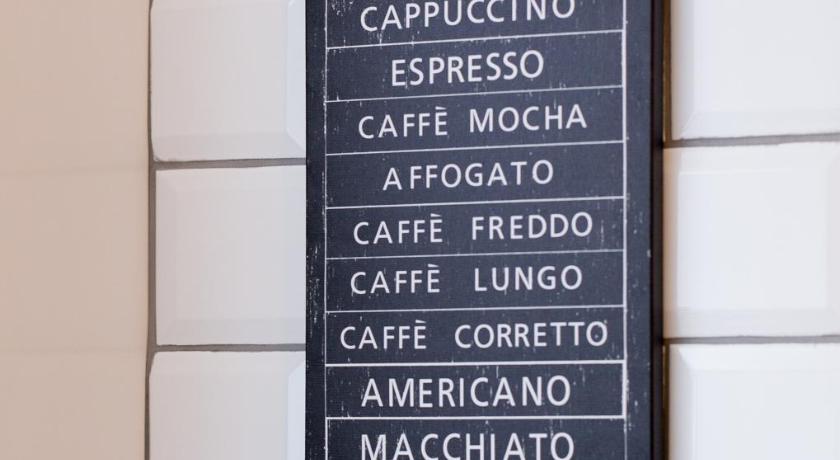 CAPPUCCINO
ESPRESSO
CAFFÈ MOCHA
AFFOGATO
CAFFÈ FREDDO
CAFFÈ LUNGO
CAFFÈ CORRETTO
AMERICANO
MACCHIATO